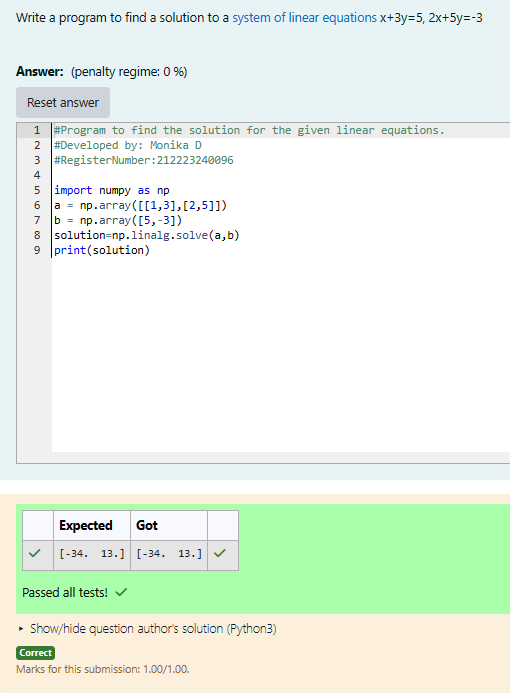 Write a program to find a solution to a system of linear equations x+3y=5, 2x+5y=-3
Answer: (penalty regime: 0 %)
Reset answer
1 #Program to find the solution for the given linear equations.
2 #Developed by: Monika D
3 #RegisterNumber:212223240096
4
5 import numpy as np
6 a = np.array([[1,3],[2,5]])
7 b = np.array([5,-3])
8 solution=np.linalg.solve(a,b)
9 print(solution)
Expected Got
[-34. 13.] [-34. 13.]
Passed all tests!
Show/hide question author's solution (Python3)
Correct
Marks for this submission: 1.00/1.00.